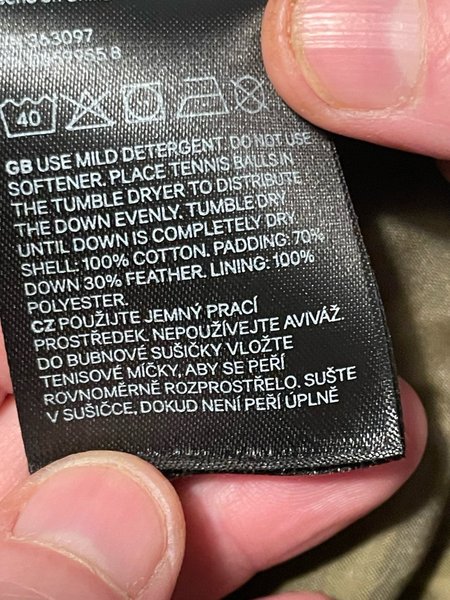 363097
40
GB USE MILD DETERGENT. DO NOT USE
SOFTENER. PLACE TENNIS BALLS IN
THE TUMBLE DRYER TO DISTRIBUTE
THE DOWN EVENLY. TUMBLE DRY
UNTIL DOWN IS COMPLETELY DRY.
SHELL: 100% COTTON. PADDING: 70%
DOWN 30% FEATHER. LINING: 100%
POLYESTER.
CZ POUŽIJTE JEMNÝ PRACÍ
PROSTŘEDEK. NEPOUŽÍVEJTE AVIVÁŽ.
DO BUBNOVÉ SUŠIČKY VLOŽTE
TENISOVÉ MÍČKY, ABY SE PEŘÍ
ROVNOMĚRNĚ ROZPROSTŘELO. SUŠTE
V SUŠIČCE, DOKUD NENÍ PEŘÍ ÚPLNĚ